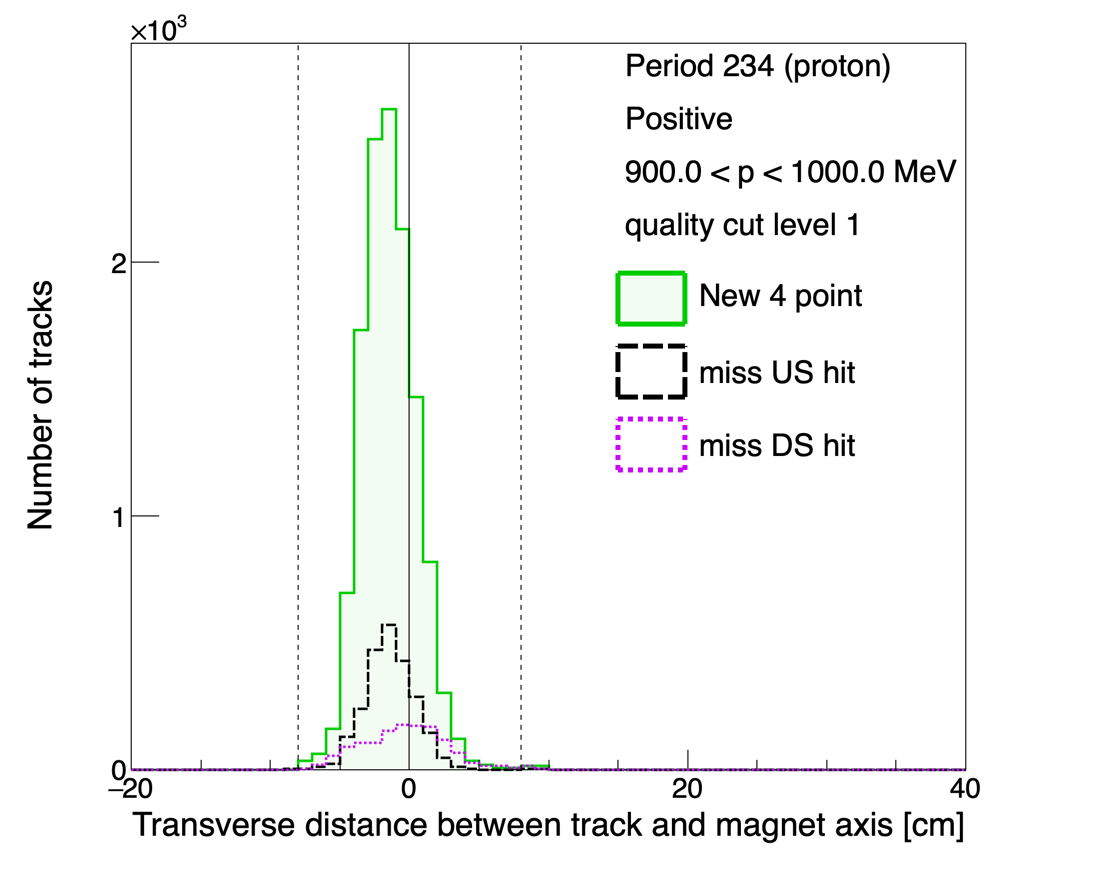 ×10³
Period 234 (proton)
Positive
900.0 < p < 1000.0 MeV
quality cut level 1
New 4 point
miss US hit
miss DS hit
Number of tracks
2
1
0
−20 0 20 40
Transverse distance between track and magnet axis [cm]